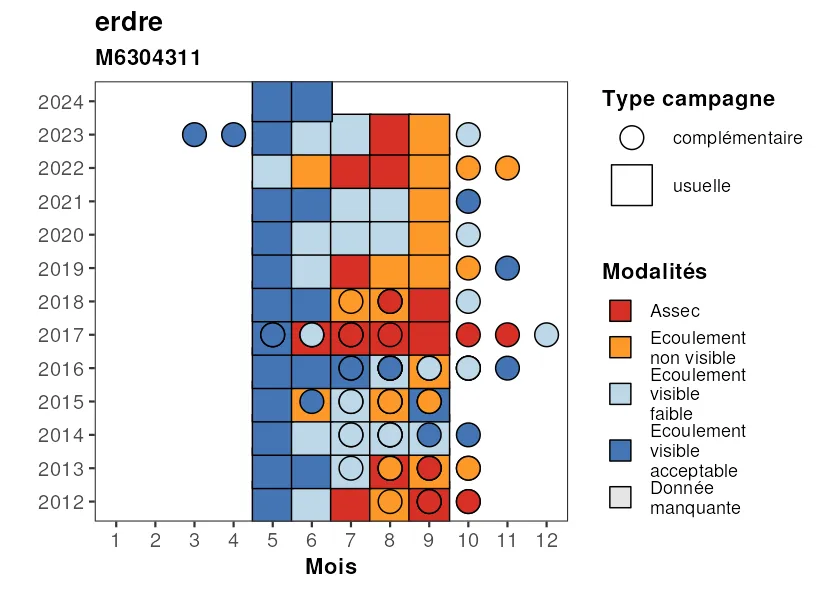 erdre
M6304311
2024
2023
2022
2021
2020
2019
2018
2017
2016
2015
2014
2013
2012
1 2 3 4 5 6 7 8 9 10 11 12
Mois
Type campagne
complémentaire
usuelle
Modalités
Assec
Ecoulement
non visible
Ecoulement
visible
faible
Ecoulement
visible
acceptable
Donnée
manquante